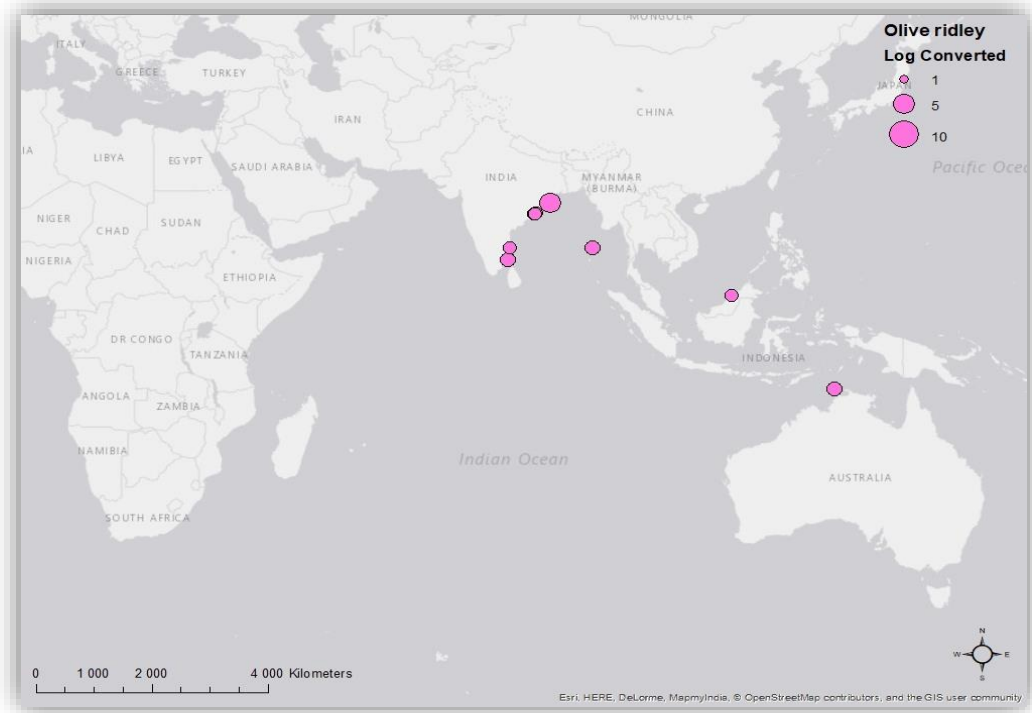 MONGOLIA
Olive ridley
Log Converted
1
5
10
ITALY
GREECE
TURKEY
JAPAN
IRAN
CHINA
IA
LIBYA
EGYPT
SAUDI ARABIA
Pacific Ocea
INDIA
MYANMAR
(BURMA)
NIGER
CHAD
SUDAN
NIGERIA
ETHIOPIA
DR CONGO
TANZANIA
INDONESIA
ANGOLA
ZAMBIA
NAMIBIA
Indian Ocean
AUSTRALIA
SOUTH AFRICA
N
W
E
S
0 1 000 2 000 4 000 Kilometers
Esri, HERE, DeLorme, MapmyIndia, © OpenStreetMap contributors, and the GIS user community